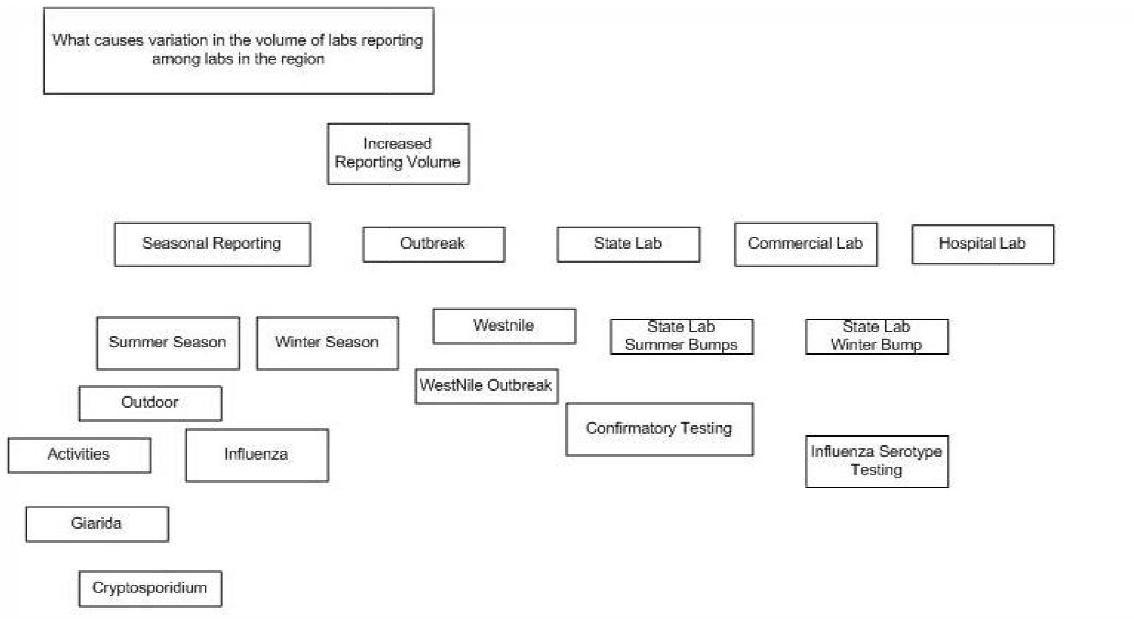 What causes variation in the volume of labs reporting
among labs in the region
Increased
Reporting Volume
Seasonal Reporting
Outbreak
State Lab
Commercial Lab
Hospital Lab
Summer Season
Winter Season
Westnile
State Lab
Summer Bumps
State Lab
Winter Bump
WestNile Outbreak
Outdoor
Confirmatory Testing
Activities
Influenza
Influenza Serotype
Testing
Giarida
Cryptosporidium